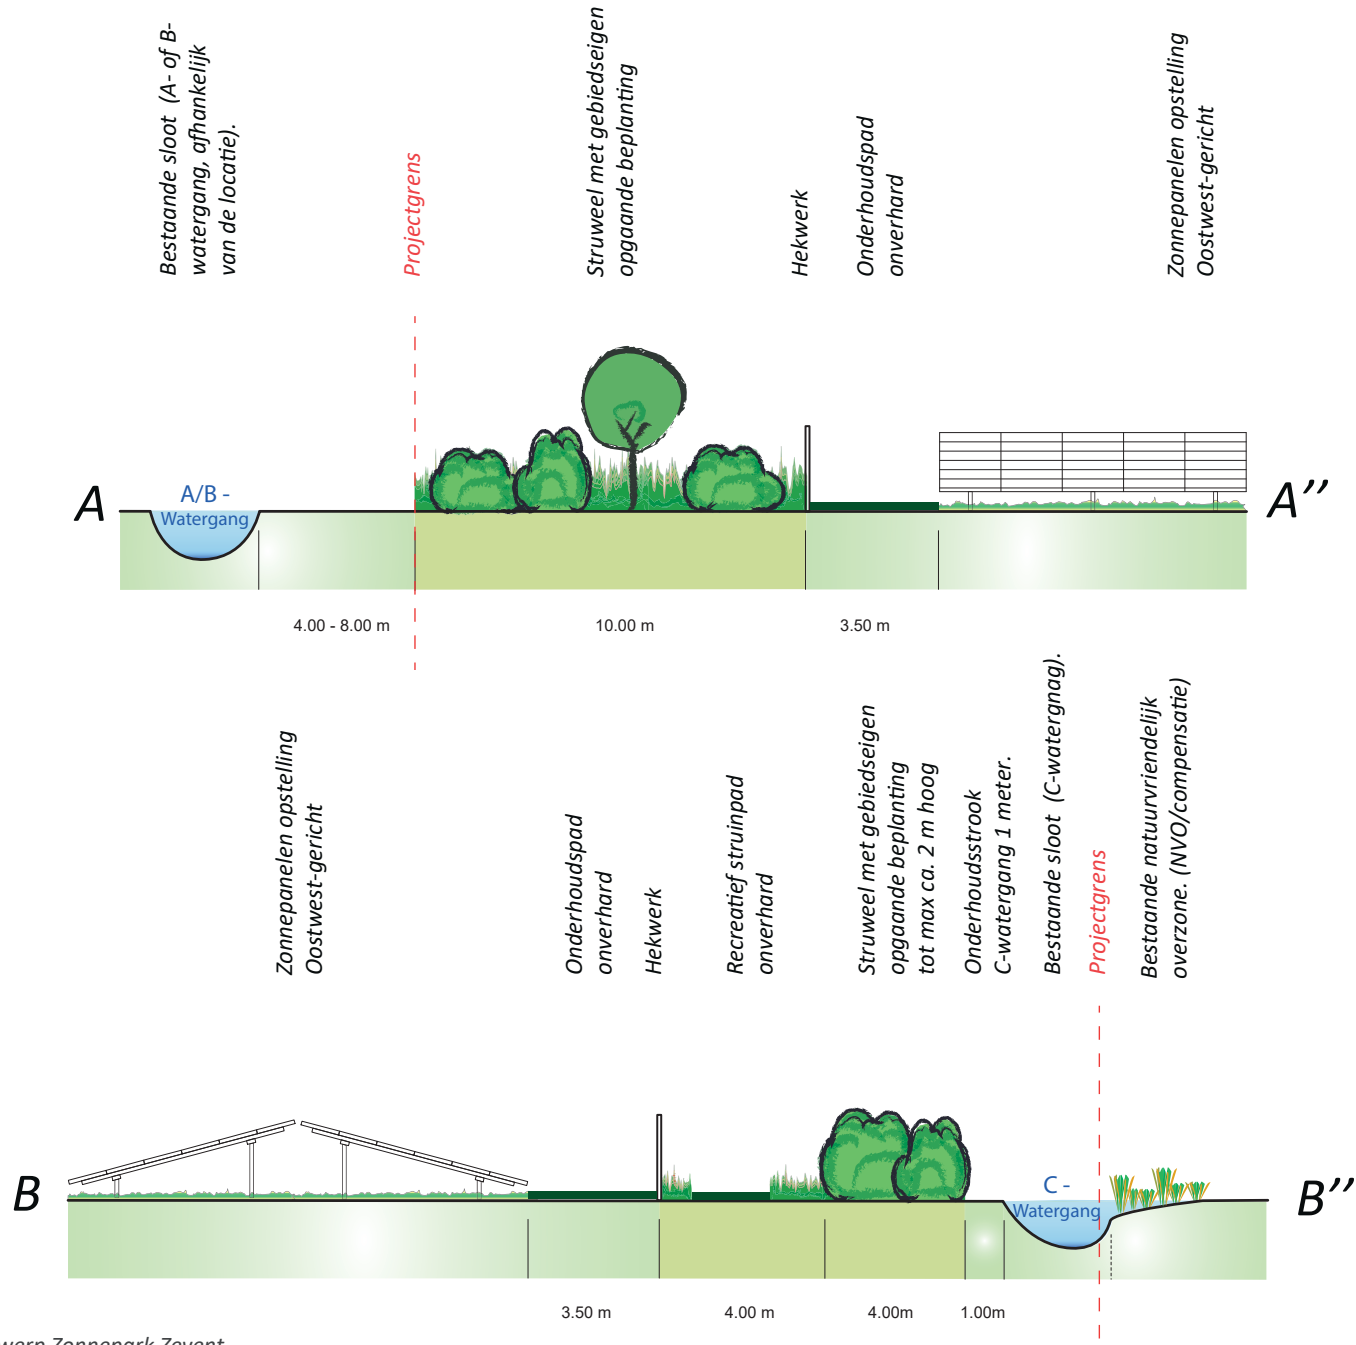 Bestaande sloot (A- of B-
watergang, afhankelijk
van de locatie).
Projectgrens
Struweel met gebiedseigen
opgaande beplanting
Hekwerk
Onderhoudspad
onverhard
Zonnepanelen opstelling
Oostwest-gericht
A
A/B -
Watergang
A’’
4.00 - 8.00 m
10.00 m
3.50 m
Zonnepanelen opstelling
Oostwest-gericht
Onderhoudspad
onverhard
Hekwerk
Recreatief struinpad
onverhard
Struweel met gebiedseigen
opgaande beplanting
tot max ca. 2 m hoog
Onderhoudsstrook
C-watergang 1 meter.
Bestaande sloot (C-watergnag).
Projectgrens
Bestaande natuurvriendelijk
overzone. (NVO/compensatie)
B
C -
Watergang
B’’
3.50 m
4.00 m
4.00m
1.00m
Zonnepark Zevent